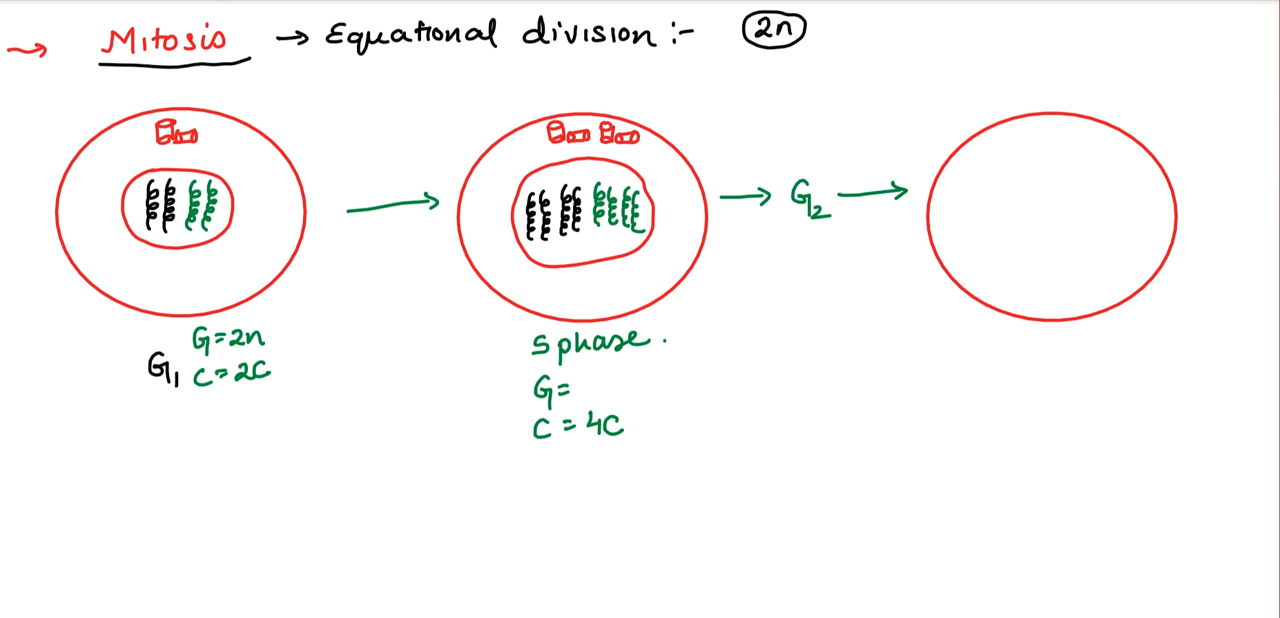 → Mitosis → Equational division :- 2n
→ G2 →
G1 G = 2n
C = 2C
S phase.
G =
C = 4C